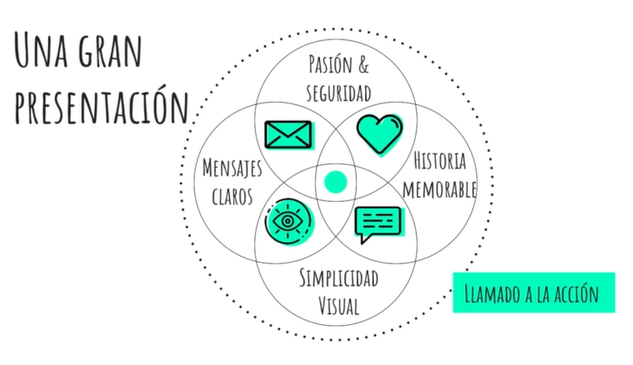 Una gran
presentación
Pasión &
seguridad
Mensajes
claros
Historia
memorable
Simplicidad
Visual
Llamado a la acción